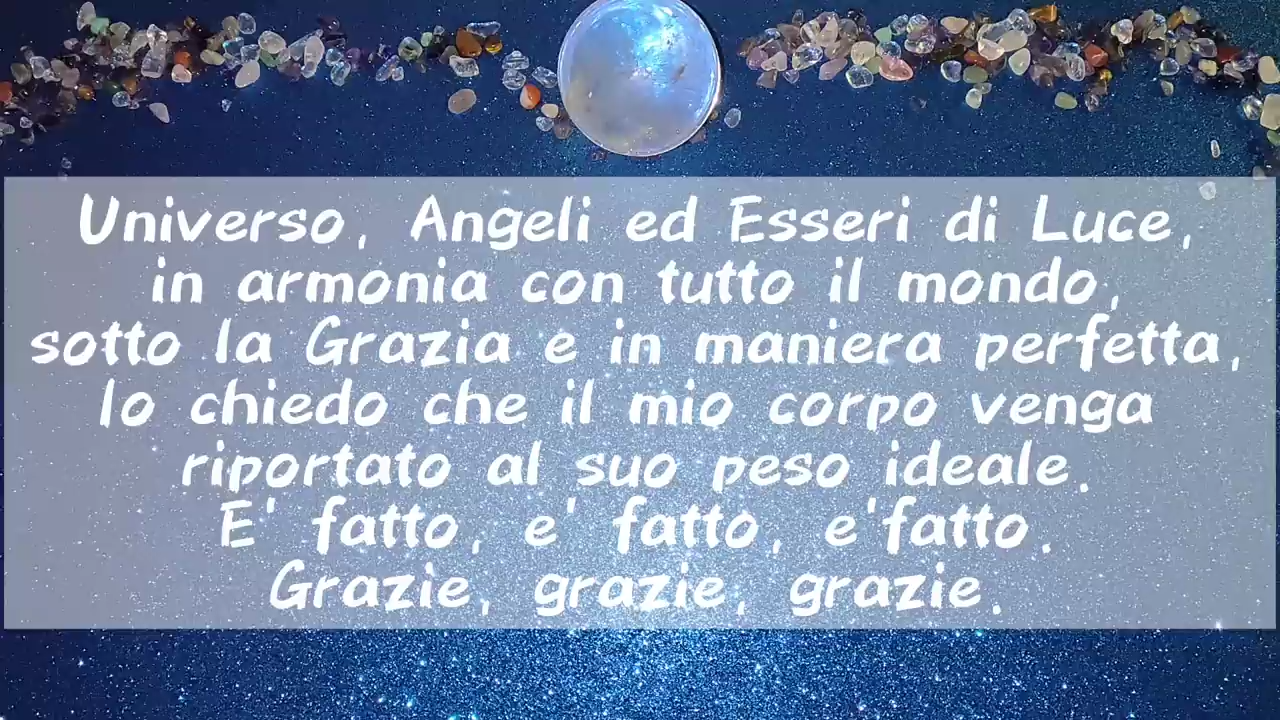 Universo, Angeli ed Esseri di Luce,
in armonia con tutto il mondo,
sotto la Grazia e in maniera perfetta,
Io chiedo che il mio corpo venga
riportato al suo peso ideale.
E' fatto, e' fatto, e'fatto.
Grazie, grazie, grazie.